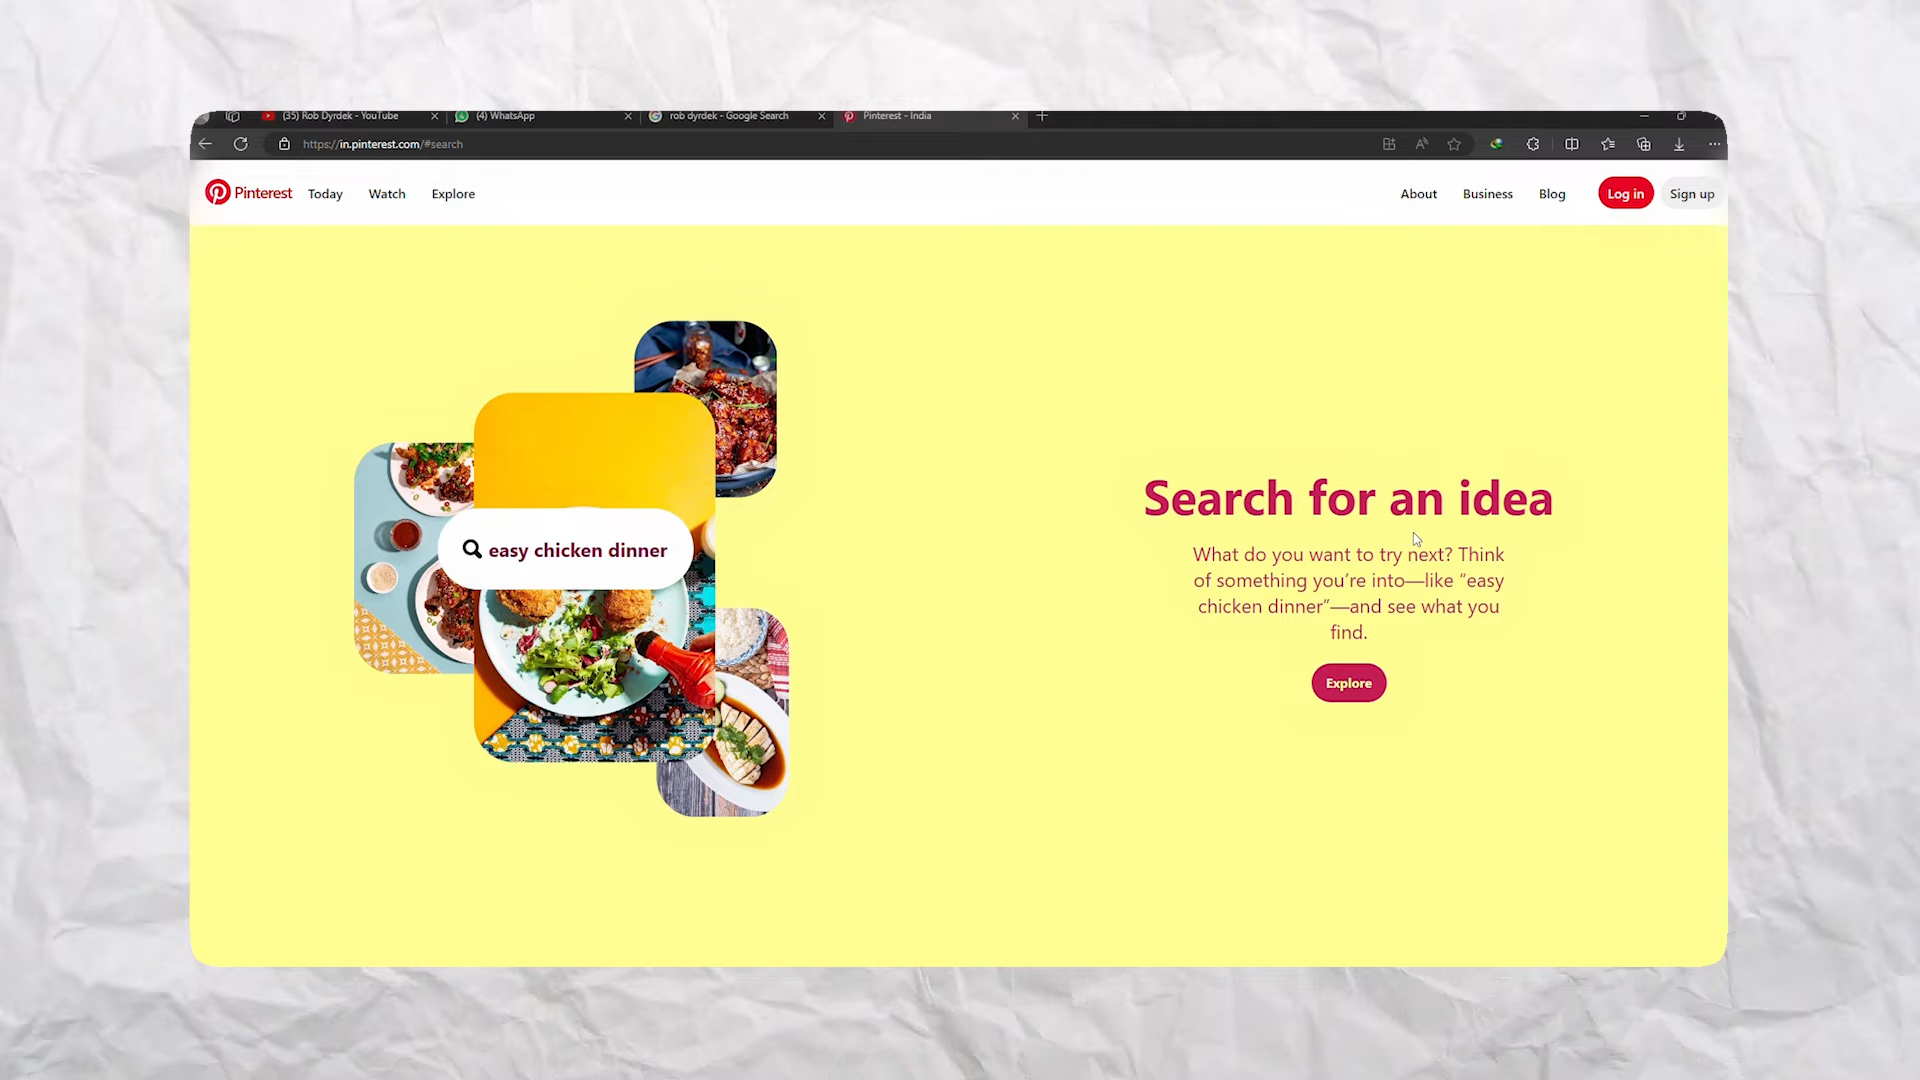 (35) Rob Dyrdek - YouTube
(4) WhatsApp
rob dyrdek - Google Search
Pinterest - India
https://in.pinterest.com/#search
Pinterest Today Watch Explore
About Business Blog Log in Sign up
easy chicken dinner
Search for an idea
What do you want to try next? Think
of something you’re into—like “easy
chicken dinner”—and see what you
find.
Explore